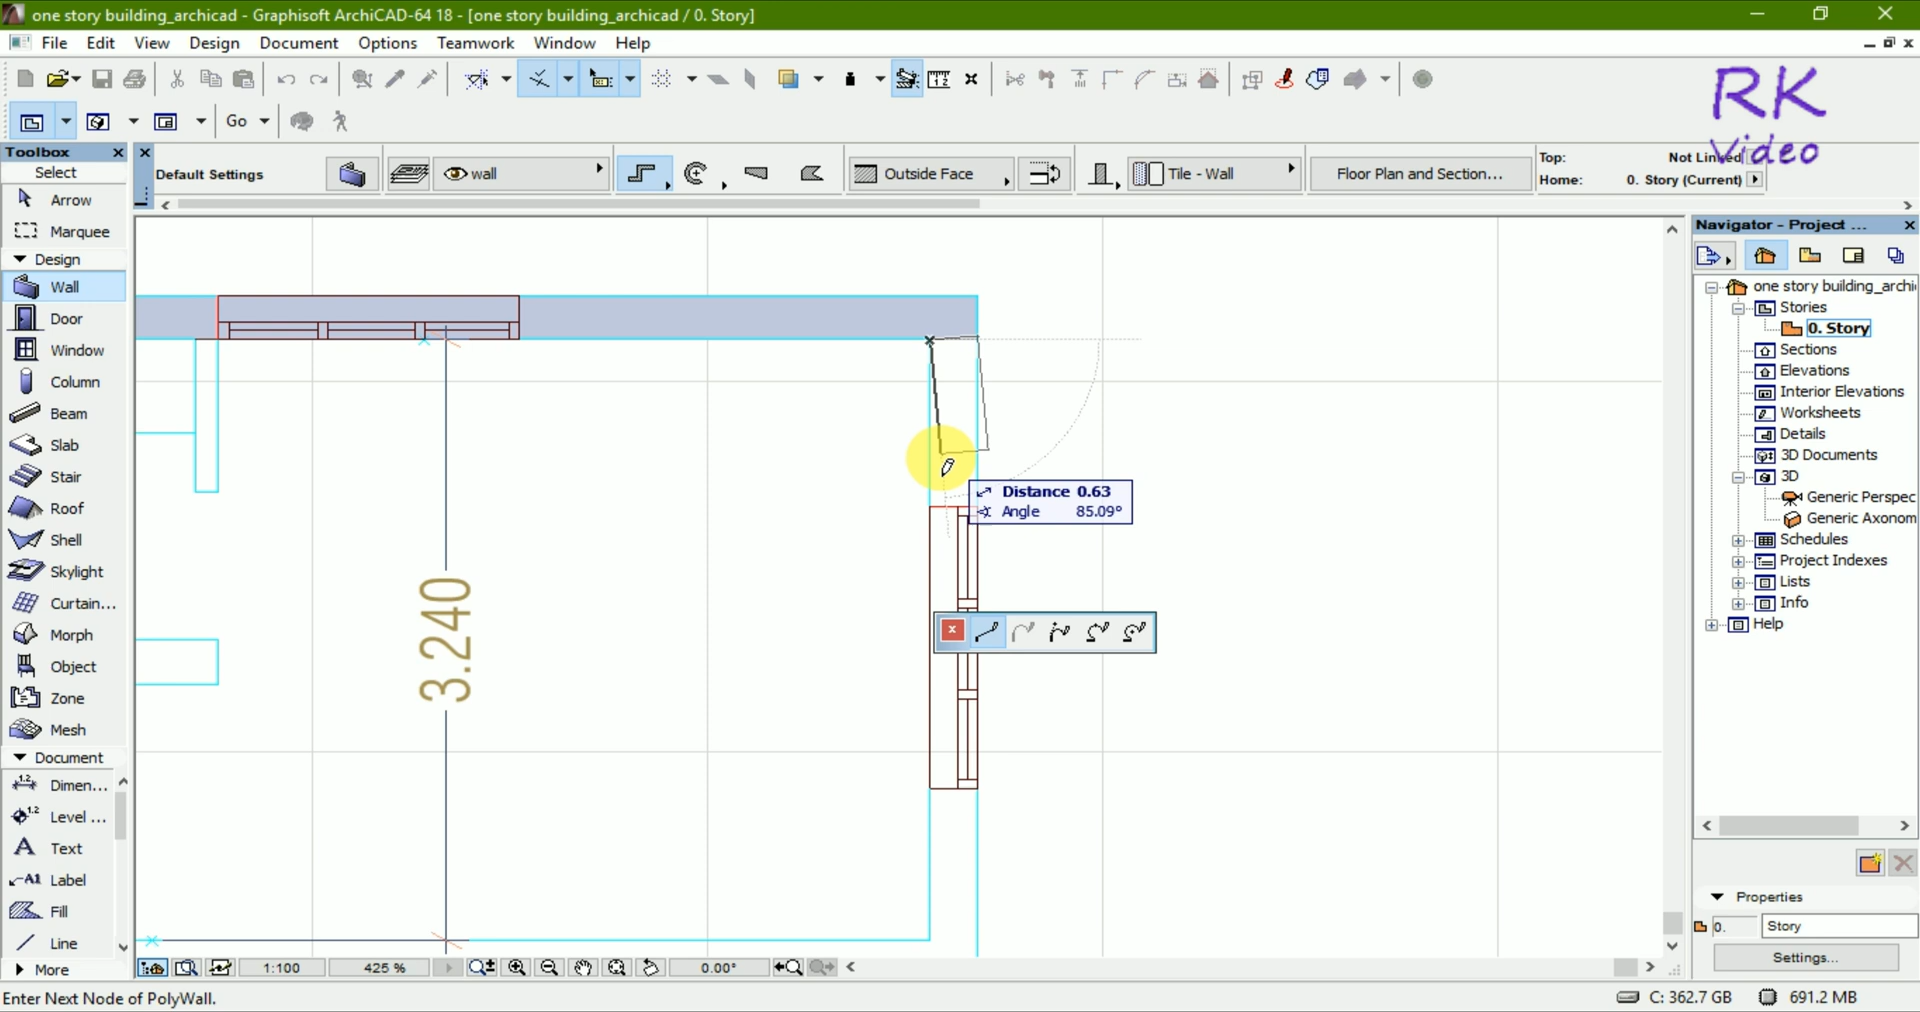 one story building_archicad - Graphisoft ArchiCAD-64 18 - [one story building_archicad / 0. Story]
File Edit View Design Document Options Teamwork Window Help
RK
Video
Go
Toolbox
Select
Default Settings
wall
Outside Face
Tile - Wall
Floor Plan and Section...
Top: Not Linked
Home: 0. Story (Current)
Arrow
Marquee
Design
Wall
Door
Window
Column
Beam
Slab
Stair
Roof
Shell
Skylight
Curtain...
Morph
Object
Zone
Mesh
Document
Dimen...
Level ...
Text
Label
Fill
Line
More
3.240
Distance 0.63
Angle 85.09°
Navigator - Project ...
one story building_archi
Stories
0. Story
Sections
Elevations
Interior Elevations
Worksheets
Details
3D Documents
3D
Generic Perspec
Generic Axonom
Schedules
Project Indexes
Lists
Info
Help
Properties
0. Story
Settings...
1:100 425 % 0.00°
Enter Next Node of PolyWall.
C: 362.7 GB 691.2 MB